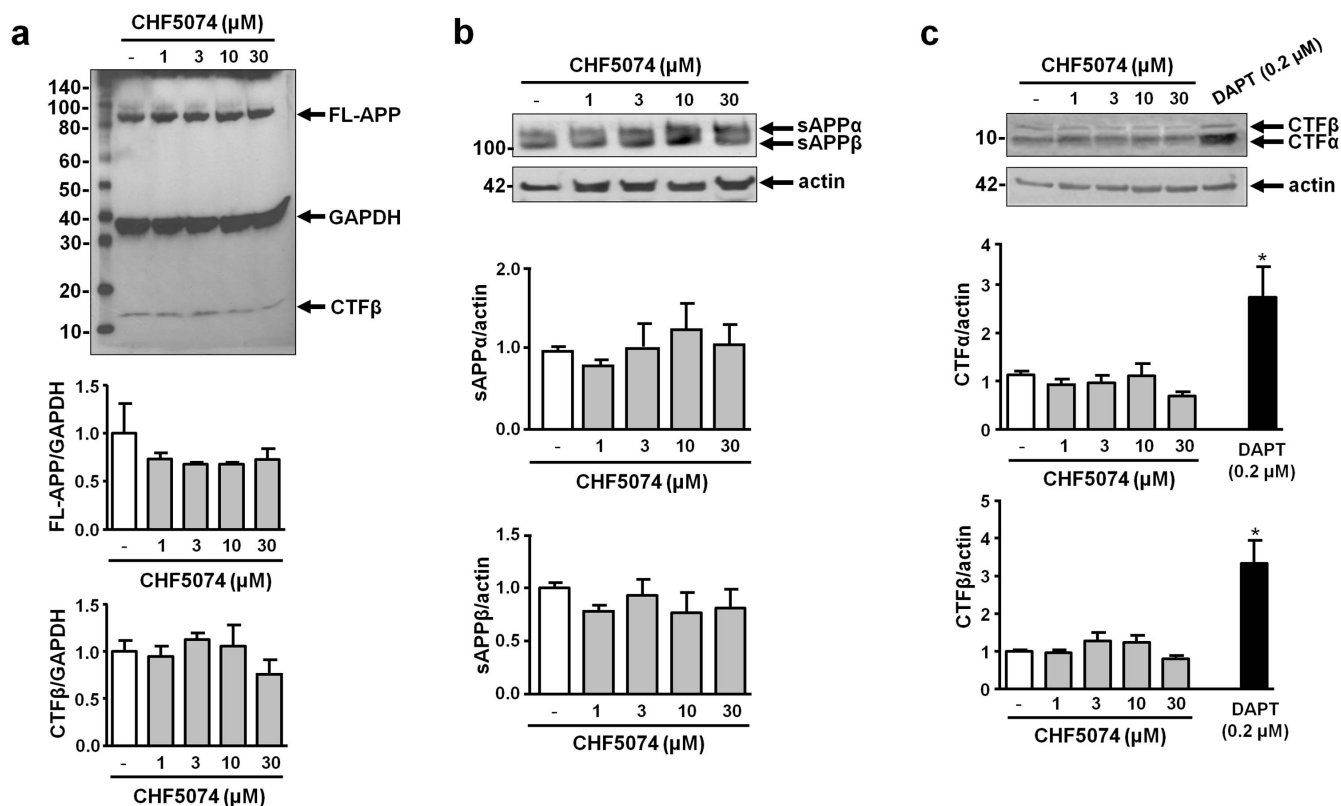 a
CHF5074 (µM)
- 1 3 10 30
140-
100-
80-
60-
50-
40-
30-
20-
10-
FL-APP
GAPDH
CTFβ
FL-APP/GAPDH
1.5
1.0
0.5
0.0
- 1 3 10 30
CHF5074 (µM)
CTFβ/GAPDH
1.5
1.0
0.5
0.0
- 1 3 10 30
CHF5074 (µM)
b
CHF5074 (µM)
- 1 3 10 30
100-
sAPPα
sAPPβ
42-
actin
sAPPα/actin
2.0
1.0
0.0
- 1 3 10 30
CHF5074 (µM)
sAPPβ/actin
1.5
1.0
0.5
0.0
- 1 3 10 30
CHF5074 (µM)
c
CHF5074 (µM)
- 1 3 10 30
DAPT (0.2 µM)
10-
CTFβ
CTFα
42-
actin
CTFα/actin
4
3
2
1
0
*
- 1 3 10 30
CHF5074 (µM)
DAPT
(0.2 µM)
CTFβ/actin
5
4
3
2
1
0
*
- 1 3 10 30
CHF5074 (µM)
DAPT
(0.2 µM)